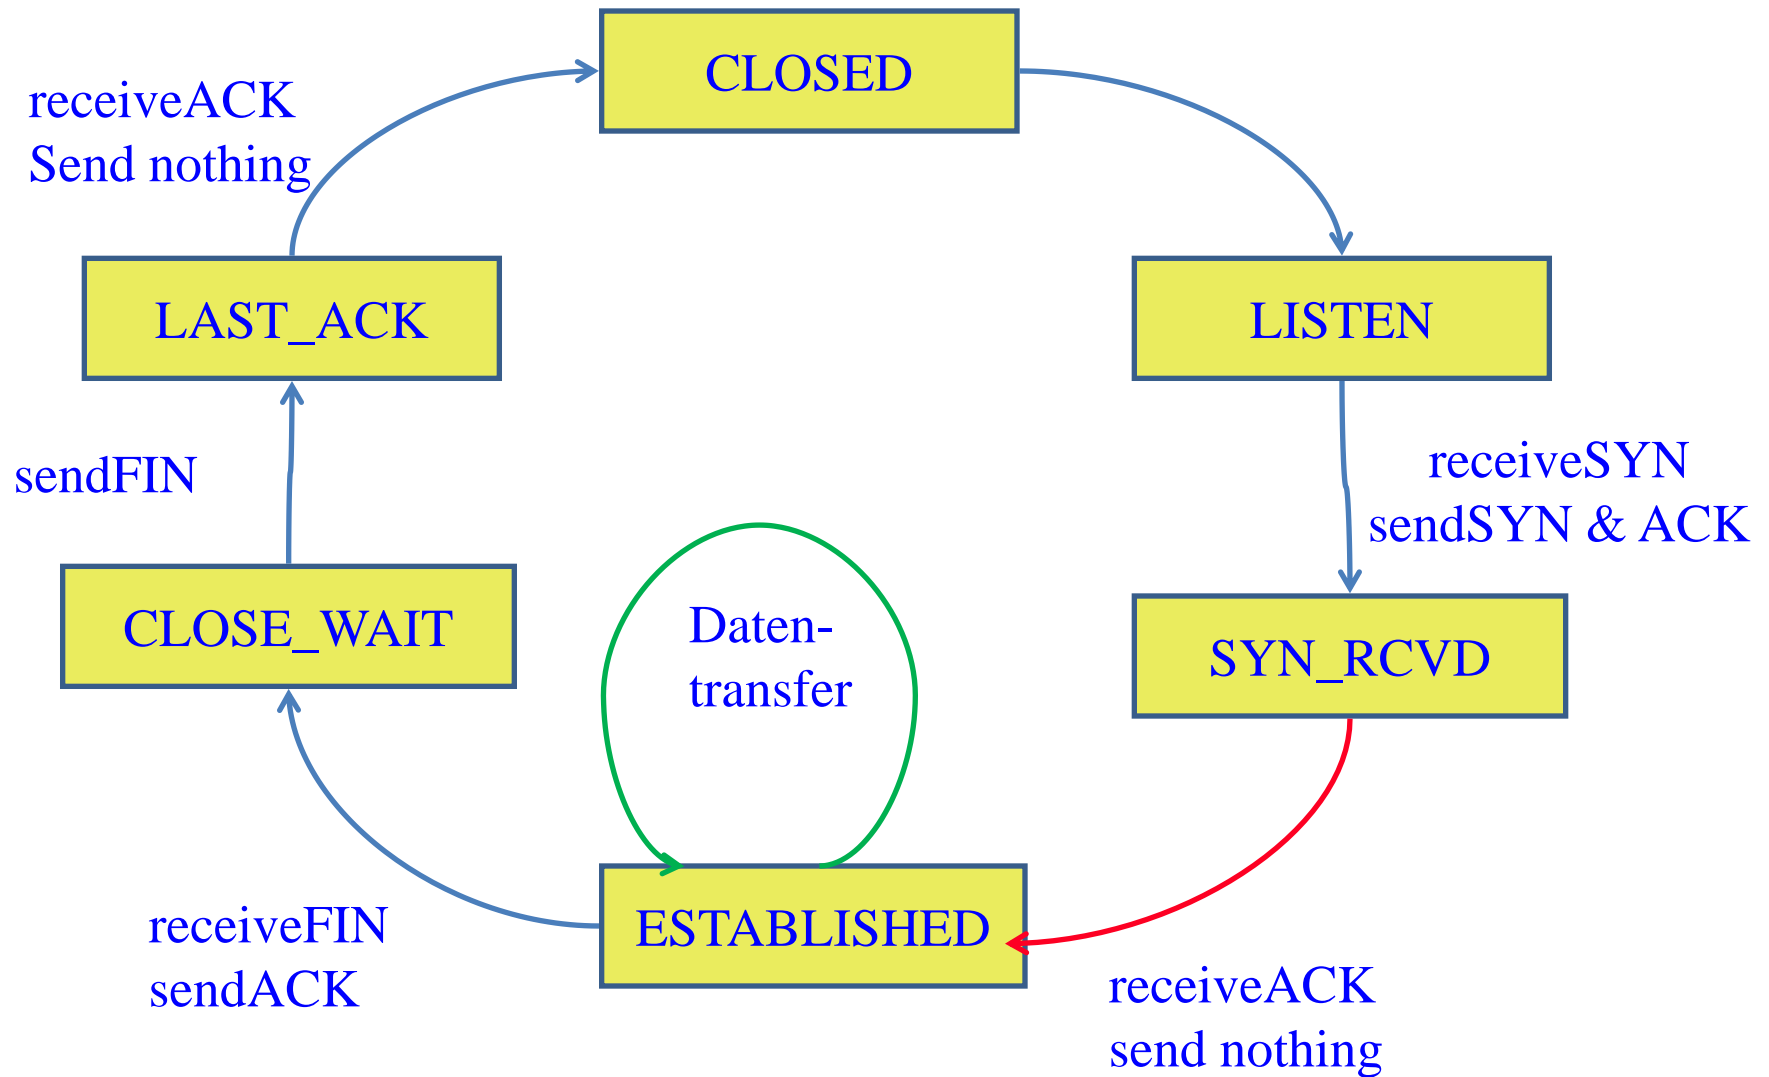 CLOSED
receiveACK
Send nothing
LAST_ACK
LISTEN
sendFIN
receiveSYN
sendSYN & ACK
CLOSE_WAIT
Daten-
transfer
SYN_RCVD
receiveFIN
sendACK
ESTABLISHED
receiveACK
send nothing